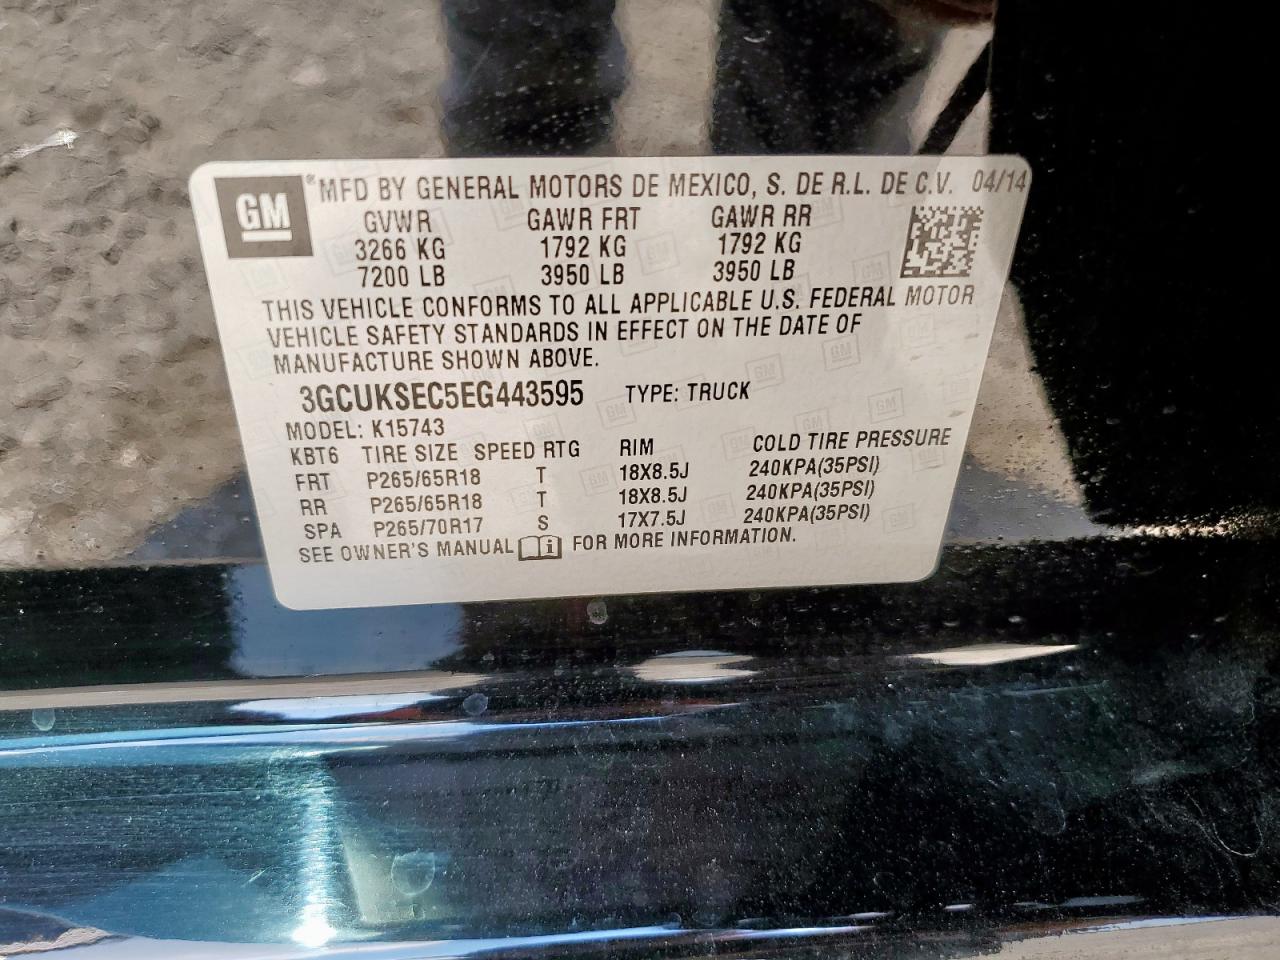 GM ®MFD BY GENERAL MOTORS DE MEXICO, S. DE R.L. DE C.V. 04/14
GVWR GAWR FRT GAWR RR
3266 KG 1792 KG 1792 KG
7200 LB 3950 LB 3950 LB
THIS VEHICLE CONFORMS TO ALL APPLICABLE U.S. FEDERAL MOTOR
VEHICLE SAFETY STANDARDS IN EFFECT ON THE DATE OF
MANUFACTURE SHOWN ABOVE.
3GCUKSEC5EG443595 TYPE: TRUCK
MODEL: K15743
KBT6 TIRE SIZE SPEED RTG RIM COLD TIRE PRESSURE
FRT P265/65R18 T 18X8.5J 240KPA(35PSI)
RR P265/65R18 T 18X8.5J 240KPA(35PSI)
SPA P265/70R17 S 17X7.5J 240KPA(35PSI)
SEE OWNER'S MANUAL i FOR MORE INFORMATION.